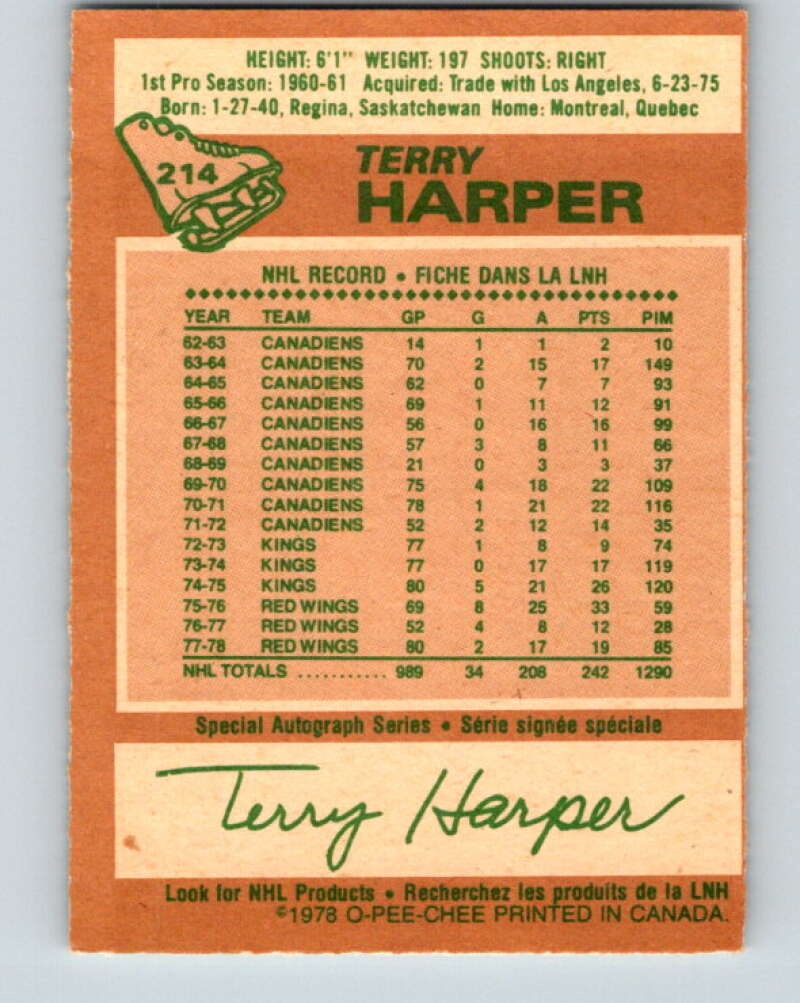 HEIGHT: 6'1" WEIGHT: 197 SHOOTS: RIGHT
1st Pro Season: 1960-61 Acquired: Trade with Los Angeles, 6-23-75
Born: 1-27-40, Regina, Saskatchewan Home: Montreal, Quebec
214
TERRY
HARPER
NHL RECORD • FICHE DANS LA LNH
YEAR TEAM GP G A PTS PIM
62-63 CANADIENS 14 1 1 2 10
63-64 CANADIENS 70 2 15 17 149
64-65 CANADIENS 62 0 7 7 93
65-66 CANADIENS 69 1 11 12 91
66-67 CANADIENS 56 0 16 16 99
67-68 CANADIENS 57 3 8 11 66
68-69 CANADIENS 21 0 3 3 37
69-70 CANADIENS 75 4 18 22 109
70-71 CANADIENS 78 1 21 22 116
71-72 CANADIENS 52 2 12 14 35
72-73 KINGS 77 1 8 9 74
73-74 KINGS 77 0 17 17 119
74-75 KINGS 80 5 21 26 120
75-76 RED WINGS 69 8 25 33 59
76-77 RED WINGS 52 4 8 12 28
77-78 RED WINGS 80 2 17 19 85
NHL TOTALS ........... 989 34 208 242 1290
Special Autograph Series • Série signée spéciale
Terry Harper
Look for NHL Products • Recherchez les produits de la LNH
©1978 O-PEE-CHEE PRINTED IN CANADA.